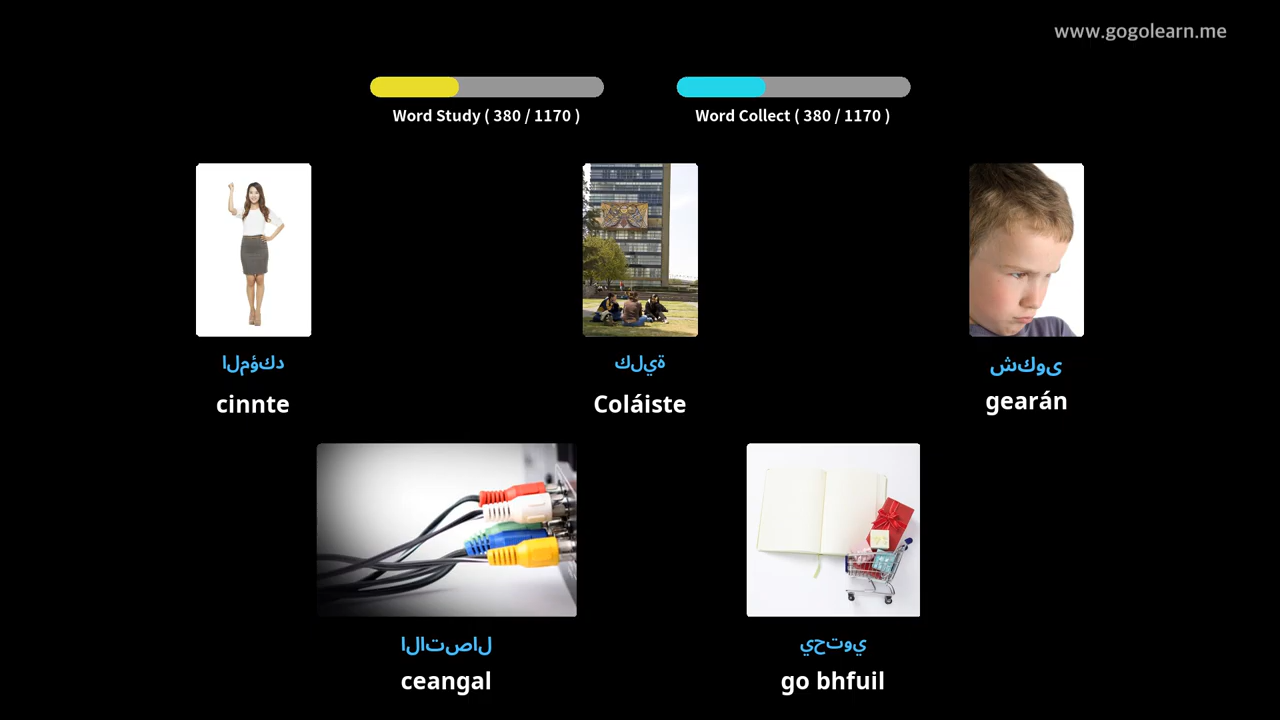 www.gogolearn.me
Word Study ( 380 / 1170 )
Word Collect ( 380 / 1170 )
المؤكد
cinnte
كلية
Coláiste
شكوى
gearán
الاتصال
ceangal
يحتوي
go bhfuil